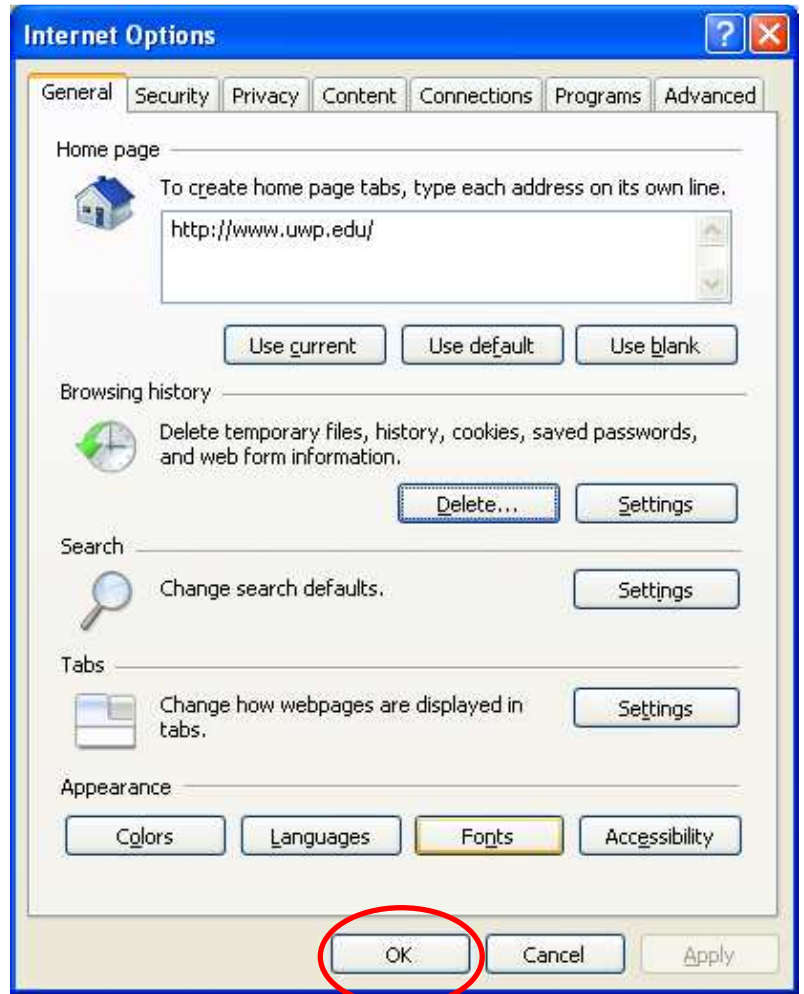 Internet Options
General Security Privacy Content Connections Programs Advanced
Home page
To create home page tabs, type each address on its own line.
http://www.uwp.edu/
Use current Use default Use blank
Browsing history
Delete temporary files, history, cookies, saved passwords,
and web form information.
Delete... Settings
Search
Change search defaults.
Settings
Tabs
Change how webpages are displayed in
tabs.
Settings
Appearance
Colors Languages Fonts Accessibility
OK Cancel Apply